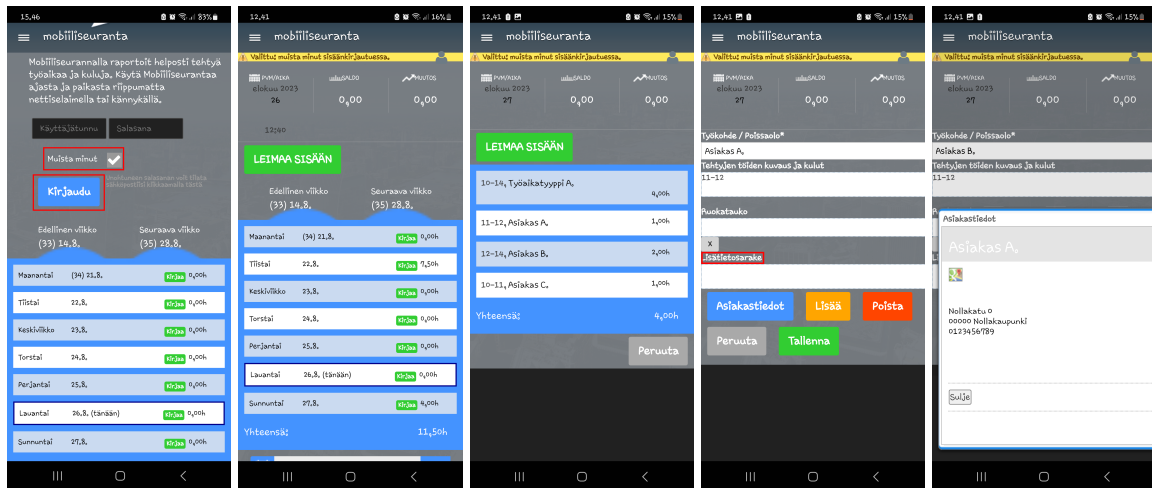 15.46
83%
mobiiliseuranta
Mobiiliseurannalla raportoit helposti tehtyä
työaikaa ja kuluja. Käytä Mobiiliseurantaa
ajasta ja paikasta riippumatta
nettiselaimella tai kännykällä.
Käyttäjätunnu
Salasana
Muista minut
Kirjaudu
Edellinen viikko
(33) 14.8.
Seuraava viikko
(35) 28.8.
Maanantai (34) 21.8. Kirjaa 0,00h
Tiistai 22.8. Kirjaa 0,00h
Keskiviikko 23.8. Kirjaa 0,00h
Torstai 24.8. Kirjaa 0,00h
Perjantai 25.8. Kirjaa 0,00h
Lauantai 26.8. (tänään) Kirjaa 0,00h
Sunnuntai 27.8. Kirjaa 0,00h
12.41
16%
mobiiliseuranta
Valittu: muista minut sisäänkirjautuessa.
PVM/AIKA SALDO MUUTOS
elokuu 2023
26 0,00 0,00
12:40
LEIMAA SISÄÄN
Edellinen viikko
(33) 14.8.
Seuraava viikko
(35) 28.8.
Maanantai (34) 21.8. Kirjaa 0,00h
Tiistai 22.8. Kirjaa 7,50h
Keskiviikko 23.8. Kirjaa 0,00h
Torstai 24.8. Kirjaa 0,00h
Perjantai 25.8. Kirjaa 0,00h
Lauantai 26.8. (tänään) Kirjaa 0,00h
Sunnuntai 27.8. Kirjaa 4,00h
Yhteensä: 11,50h
12.41
15%
mobiiliseuranta
Valittu: muista minut sisäänkirjautuessa.
PVM/AIKA SALDO MUUTOS
elokuu 2023
27 0,00 0,00
LEIMAA SISÄÄN
10-14, Työaikatyyppi A.
4,00h
11-12, Asiakas A. 1,00h
12-14, Asiakas B. 2,00h
10-11, Asiakas C. 1,00h
Yhteensä: 4,00h
Peruuta
12.41
15%
mobiiliseuranta
Valittu: muista minut sisäänkirjautuessa.
PVM/AIKA SALDO MUUTOS
elokuu 2023
27 0,00 0,00
Työkohde / Poissaolo*
Asiakas A.
Tehtyjen töiden kuvaus ja kulut
11-12
Ruokatauko
X
Lisätietosarake
Asiakastiedot Lisää Poista
Peruuta Tallenna
12.41
15%
mobiiliseuranta
Valittu: muista minut sisäänkirjautuessa.
PVM/AIKA SALDO MUUTOS
elokuu 2023
27 0,00 0,00
Työkohde / Poissaolo*
Asiakas B.
Tehtyjen töiden kuvaus ja kulut
11-12
Asiakastiedot
Asiakas A.
Nollakatu 0
00000 Nollakaupunki
0123456789
Sulje